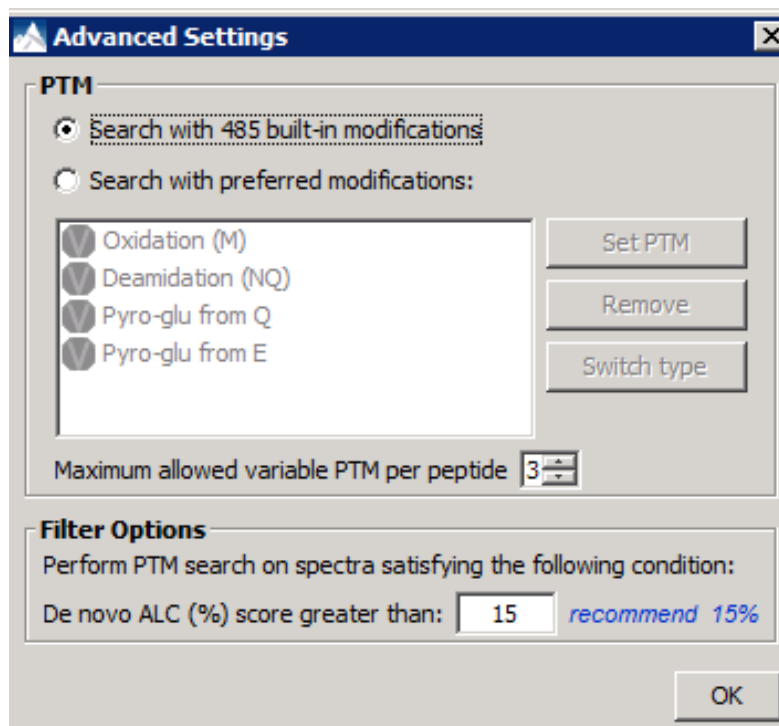 Advanced Settings
PTM
Search with 485 built-in modifications
Search with preferred modifications:
V Oxidation (M)
V Deamidation (NQ)
V Pyro-glu from Q
V Pyro-glu from E
Set PTM
Remove
Switch type
Maximum allowed variable PTM per peptide 3
Filter Options
Perform PTM search on spectra satisfying the following condition:
De novo ALC (%) score greater than: 15 recommend 15%
OK